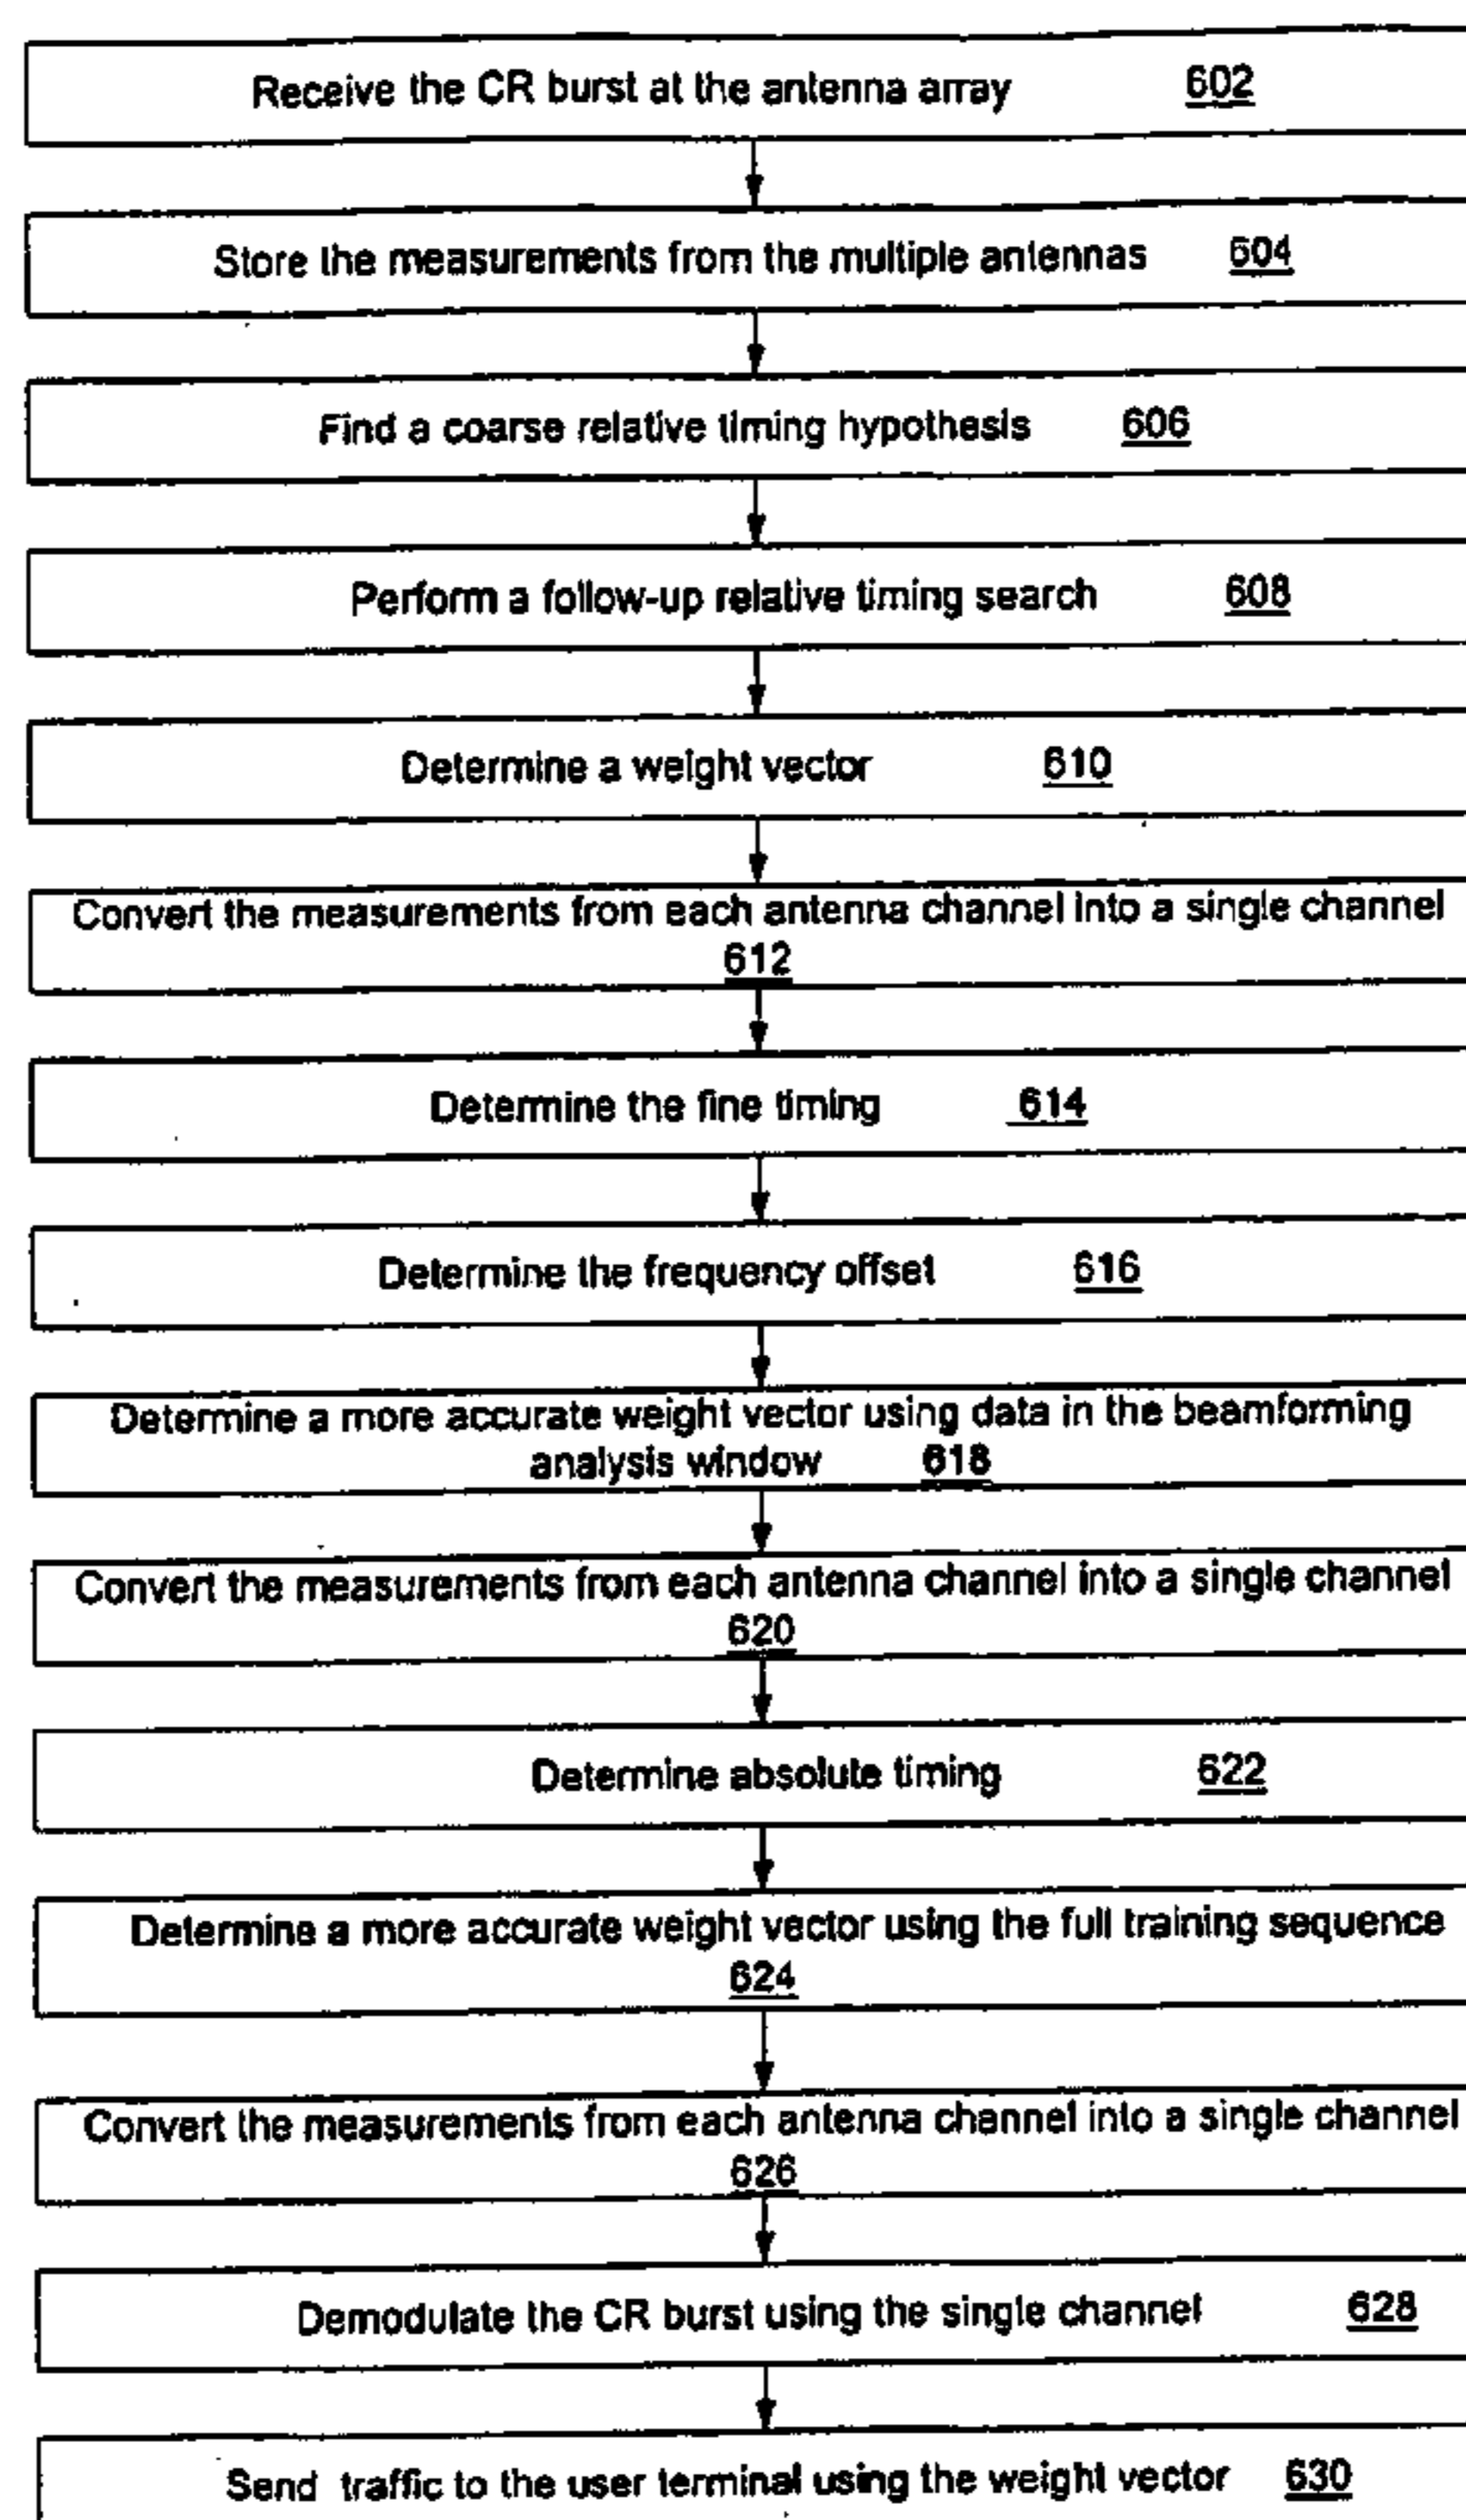 Receive the CR burst at the antenna array 602
Store the measurements from the multiple antennas 604
Find a coarse relative timing hypothesis 606
Perform a follow-up relative timing search 608
Determine a weight vector 610
Convert the measurements from each antenna channel into a single channel
612
Determine the fine timing 614
Determine the frequency offset 616
Determine a more accurate weight vector using data in the beamforming
analysis window 618
Convert the measurements from each antenna channel into a single channel
620
Determine absolute timing 622
Determine a more accurate weight vector using the full training sequence
624
Convert the measurements from each antenna channel into a single channel
626
Demodulate the CR burst using the single channel 628
Send traffic to the user terminal using the weight vector 630